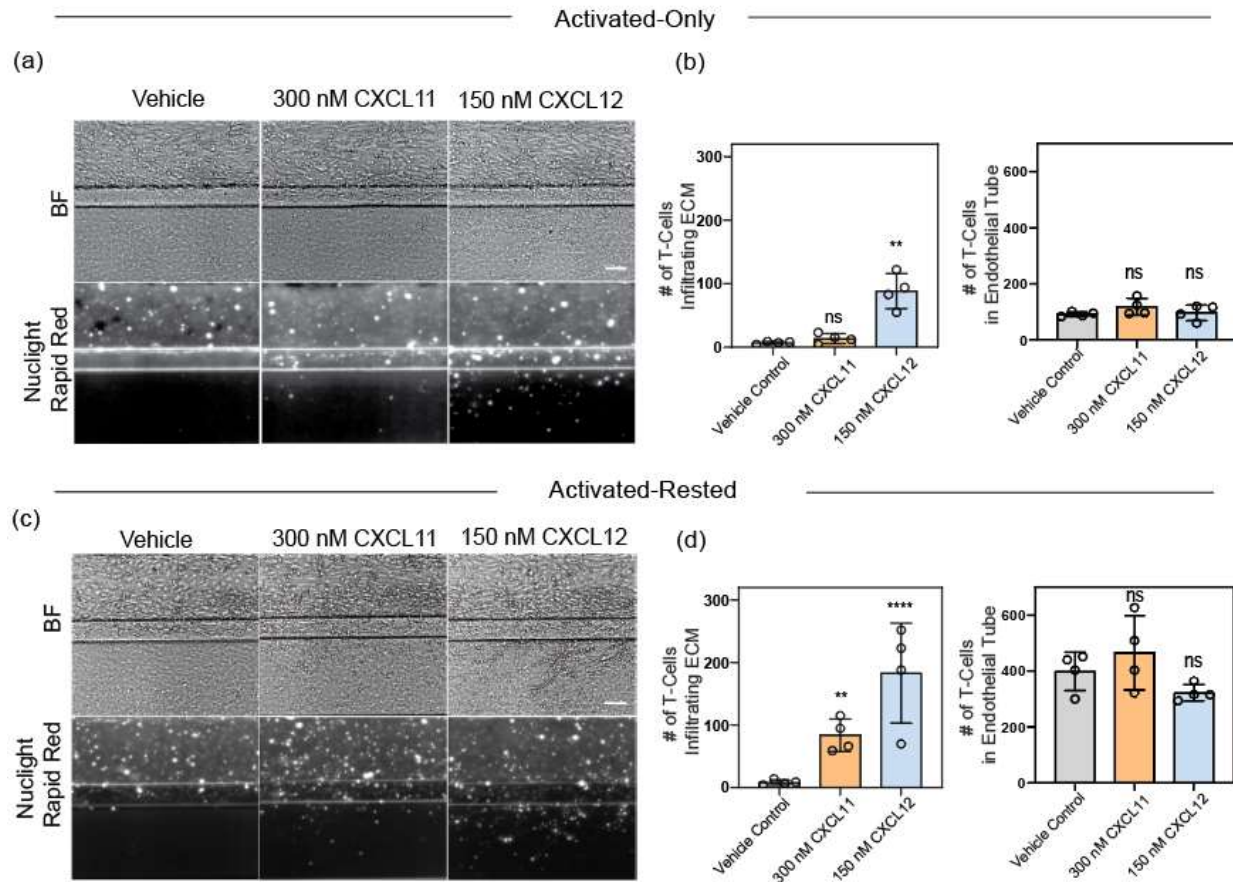 Activated-Only
(a)
Vehicle
300 nM CXCL11
150 nM CXCL12
BF
Nuclight
Rapid Red
(b)
# of T-Cells
Infiltrating ECM
300
200
100
0
ns
**
Vehicle Control
300 nM CXCL11
150 nM CXCL12
# of T-Cells
in Endothelial Tube
600
400
200
0
ns
ns
Vehicle Control
300 nM CXCL11
150 nM CXCL12
Activated-Rested
(c)
Vehicle
300 nM CXCL11
150 nM CXCL12
BF
Nuclight
Rapid Red
(d)
# of T-Cells
Infiltrating ECM
300
200
100
0
**
****
Vehicle Control
300 nM CXCL11
150 nM CXCL12
# of T-Cells
in Endothelial Tube
600
400
200
0
ns
ns
Vehicle Control
300 nM CXCL11
150 nM CXCL12